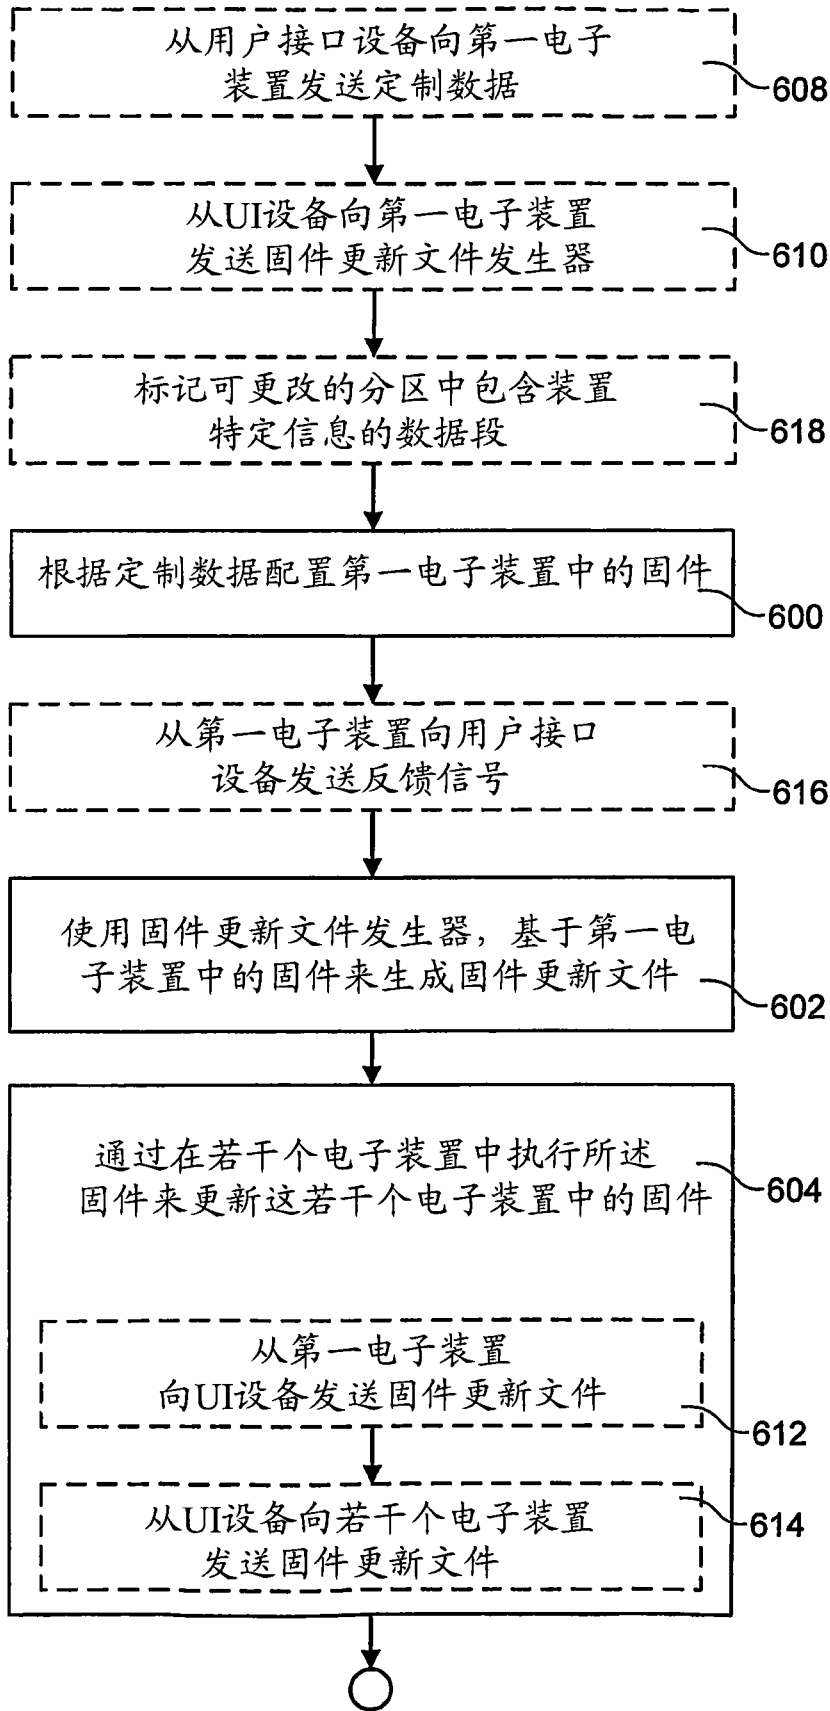 从用户接口设备向第一电子
装置发送定制数据
608
从UI设备向第一电子装置
发送固件更新文件发生器
610
标记可更改的分区中包含装置
特定信息的数据段
618
根据定制数据配置第一电子装置中的固件
600
从第一电子装置向用户接口
设备发送反馈信号
616
使用固件更新文件发生器，基于第一电
子装置中的固件来生成固件更新文件
602
通过在若干个电子装置中执行所述
固件来更新这若干个电子装置中的固件
604
从第一电子装置
向UI设备发送固件更新文件
612
从UI设备向若干个电子装置
发送固件更新文件
614